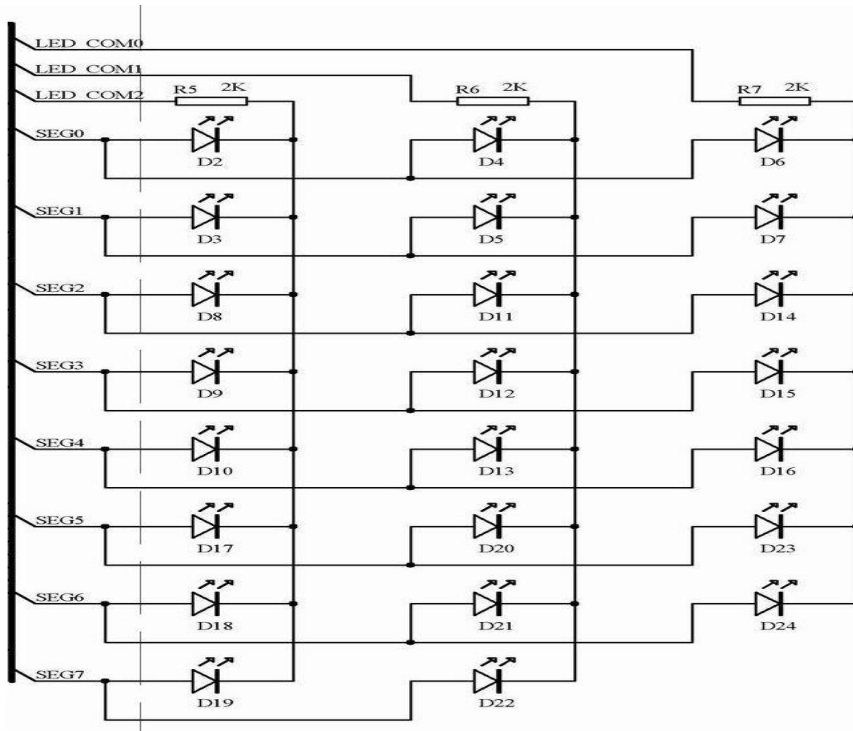 LED COM0
LED COM1
LED COM2 R5 2K R6 2K R7 2K
SEG0
D2 D4 D6
SEG1
D3 D5 D7
SEG2
D8 D11 D14
SEG3
D9 D12 D15
SEG4
D10 D13 D16
SEG5
D17 D20 D23
SEG6
D18 D21 D24
SEG7
D19 D22